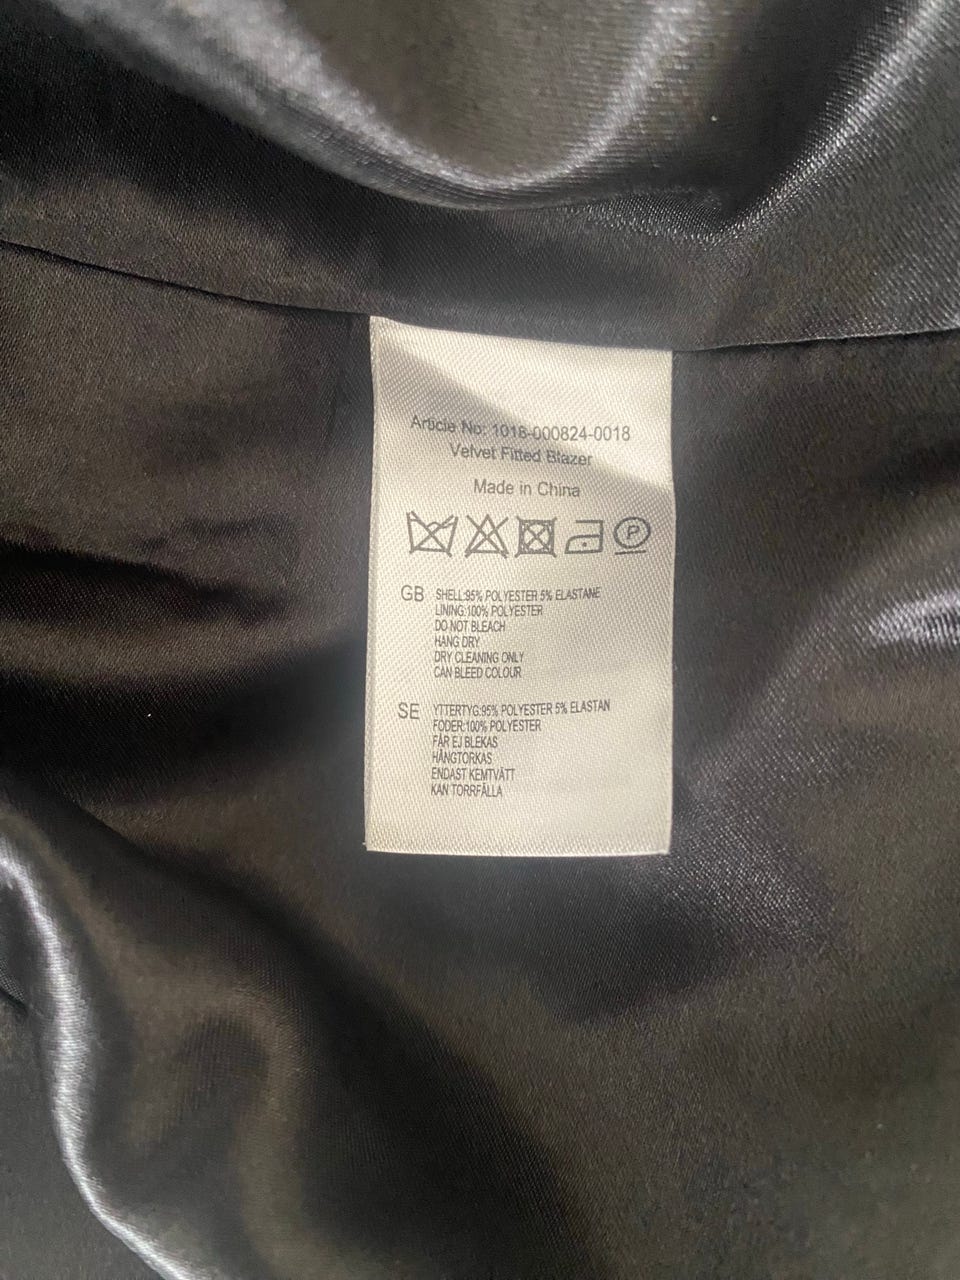 Article No: 1018-000824-0018
Velvet Fitted Blazer
Made in China
P
GB SHELL:95% POLYESTER 5% ELASTANE
LINING:100% POLYESTER
DO NOT BLEACH
HANG DRY
DRY CLEANING ONLY
CAN BLEED COLOUR
SE YTTERTYG:95% POLYESTER 5% ELASTAN
FODER:100% POLYESTER
FÅR EJ BLEKAS
HÄNGTORKAS
ENDAST KEMTVÄTT
KAN TORRFÄLLA